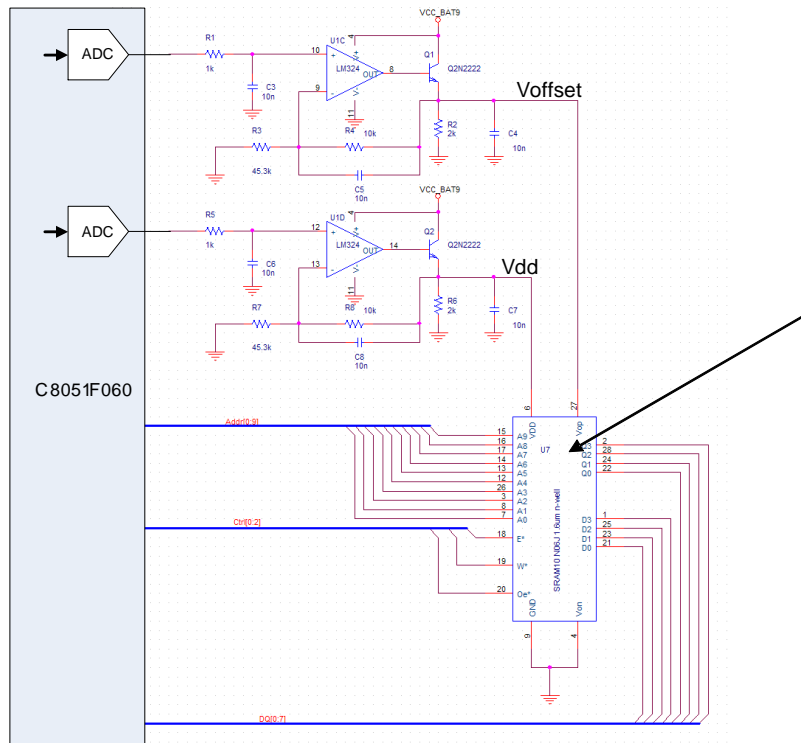 VCC_BAT9
ADC
R1
1k
C3
10n
10
9
U1C
+
-
LM324
V+
V-
OUT
4
11
8
Q1
Q2N2222
Voffset
R2
2k
C4
10n
R3
45.3k
R4
10k
C5
10n
VCC_BAT9
ADC
R5
1k
C6
10n
12
13
U1D
+
-
LM324
V+
V-
OUT
4
11
14
Q2
Q2N2222
Vdd
R6
2k
C7
10n
R7
45.3k
R8
10k
C8
10n
C8051F060
Addr[0:9]
Ctrl[0:2]
DQ[0:7]
6
27
VDD
Vop
U7
SRAM10 N06J 1.6um n-well
15 A9
16 A8
17 A7
14 A6
13 A5
12 A4
26 A3
3 A2
8 A1
7 A0
18 E*
19 W*
20 Oe*
Q3 2
Q2 28
Q1 24
Q0 22
D3 1
D2 25
D1 23
D0 21
GND
Von
9
4